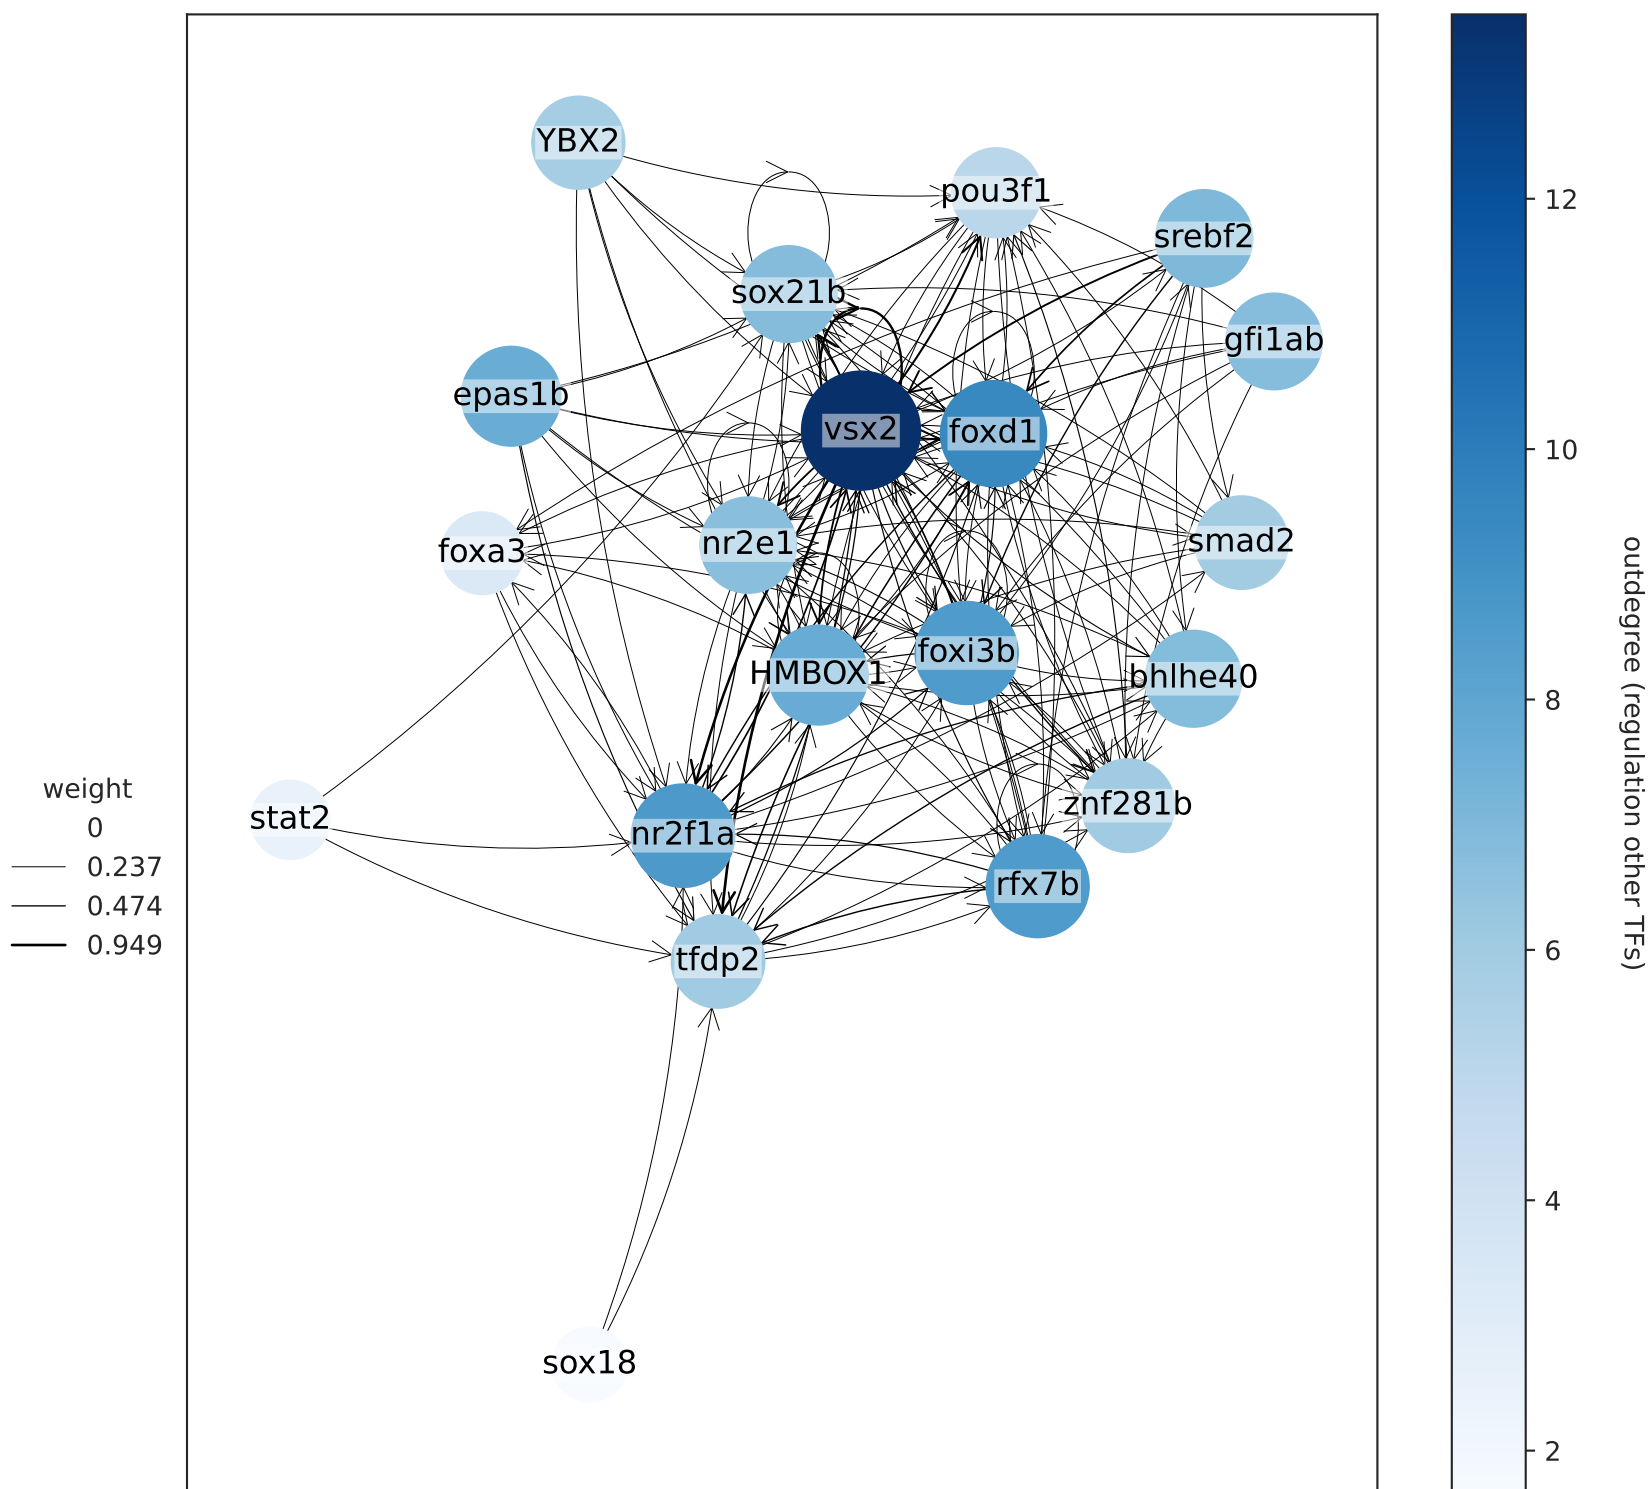 YBX2
pou3f1
srebf2
sox21b
gfi1ab
epas1b
vsx2
foxd1
foxa3
nr2e1
smad2
HMBOX1
foxi3b
bhlhe40
stat2
nr2f1a
znf281b
rfx7b
tfdp2
sox18
weight
0
0.237
0.474
0.949
12
10
8
6
4
2
outdegree (regulation other TFs)